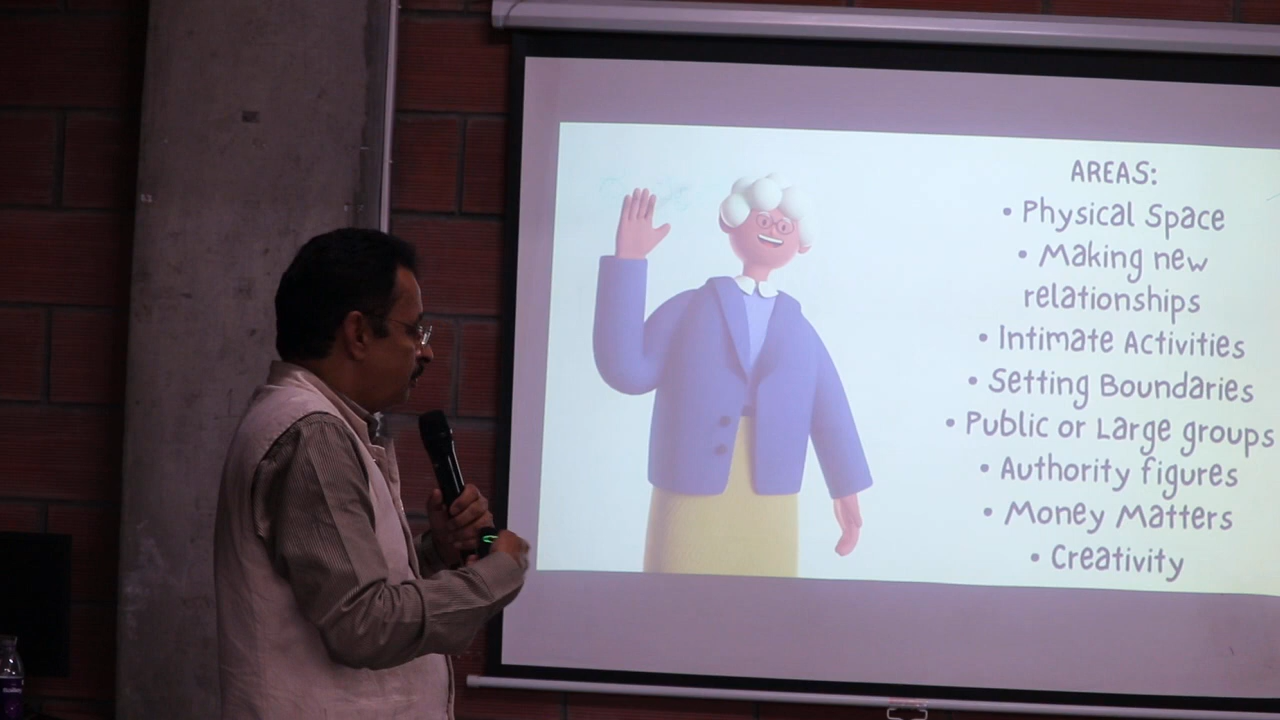 AREAS:
• Physical Space
• Making new
relationships
• Intimate Activities
• Setting Boundaries
• Public or Large groups
• Authority figures
• Money Matters
• Creativity